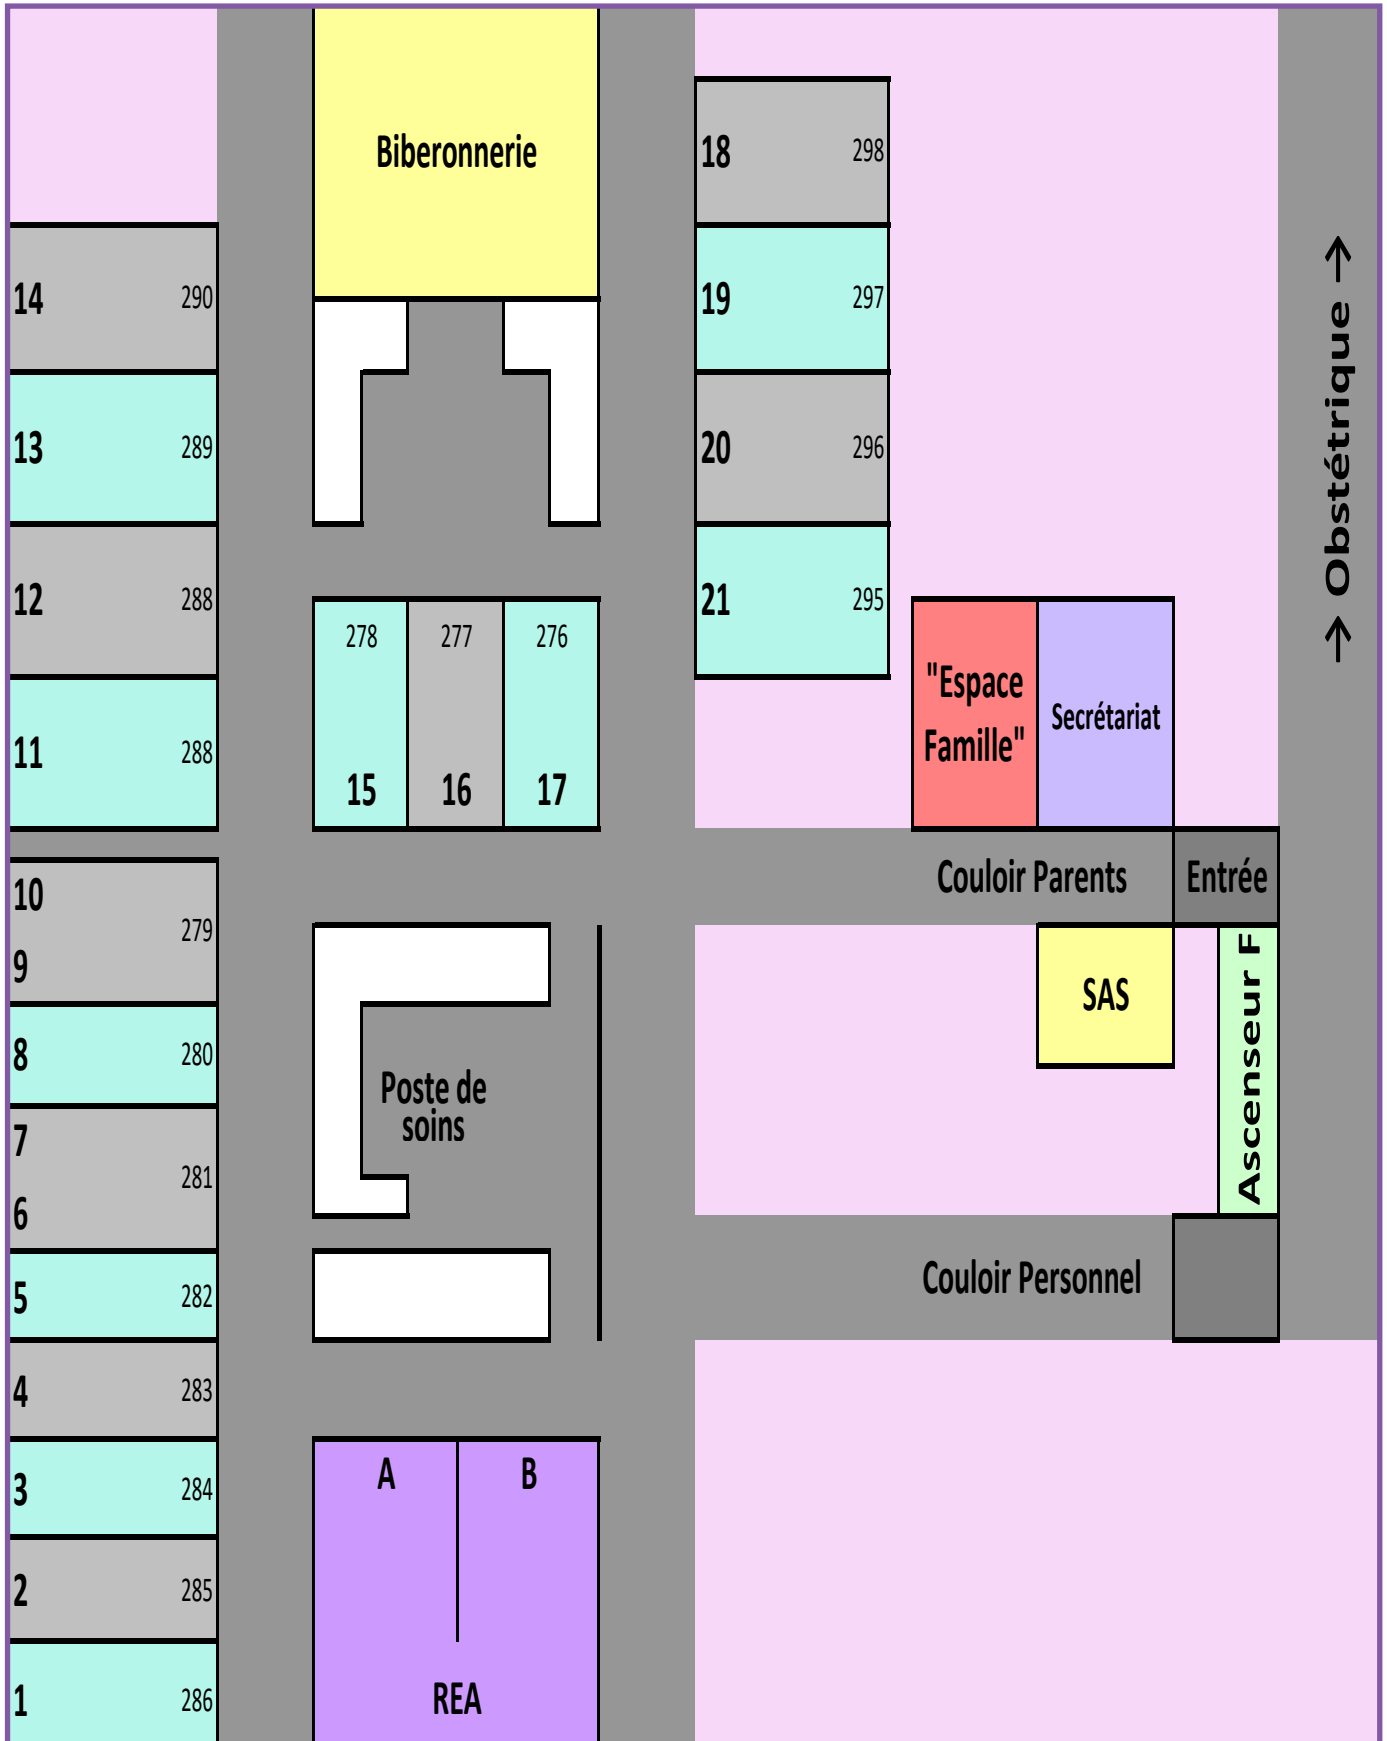 Biberonnerie
18 298
14 290
19 297
13 289
20 296
12 288
21 295
278 277 276
"Espace
Famille"
Secrétariat
11 288
15 16 17
→ Obstétrique →
Couloir Parents
Entrée
10
279
9
SAS
Ascenseur F
8 280
Poste de
soins
7
281
6
Couloir Personnel
5 282
4 283
A B
3 284
2 285
REA
1 286